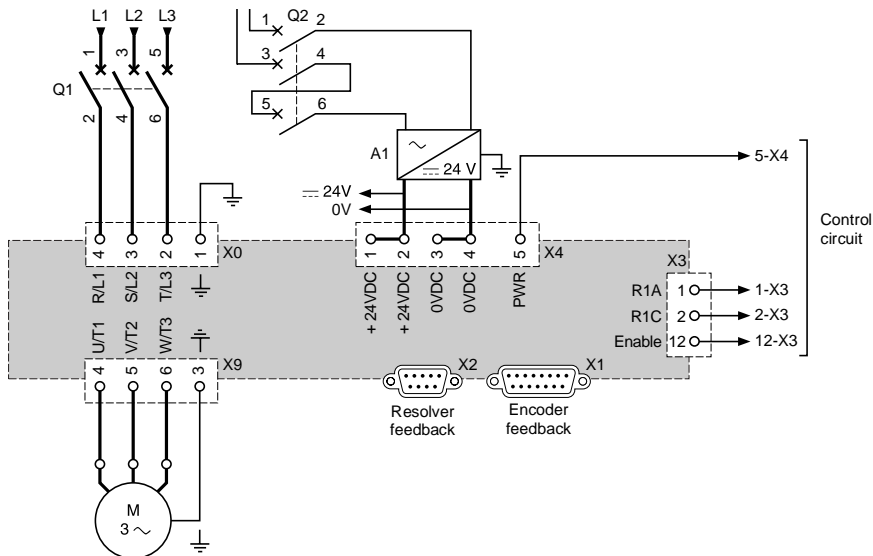 L1 L2 L3
1 3 5
Q1
2 4 6
Q2
1 2
3 4
5 6
A1
24 V
24V
0V
5-X4
Control
circuit
4 3 2 1 X0
R/L1 S/L2 T/L3
1 2 3 4 5 X4
+24VDC +24VDC 0VDC 0VDC PWR
X3
R1A 1 1-X3
R1C 2 2-X3
Enable 12 12-X3
U/T1 V/T2 W/T3
4 5 6 3 X9
X2 X1
Resolver
feedback
Encoder
feedback
M
3 ~